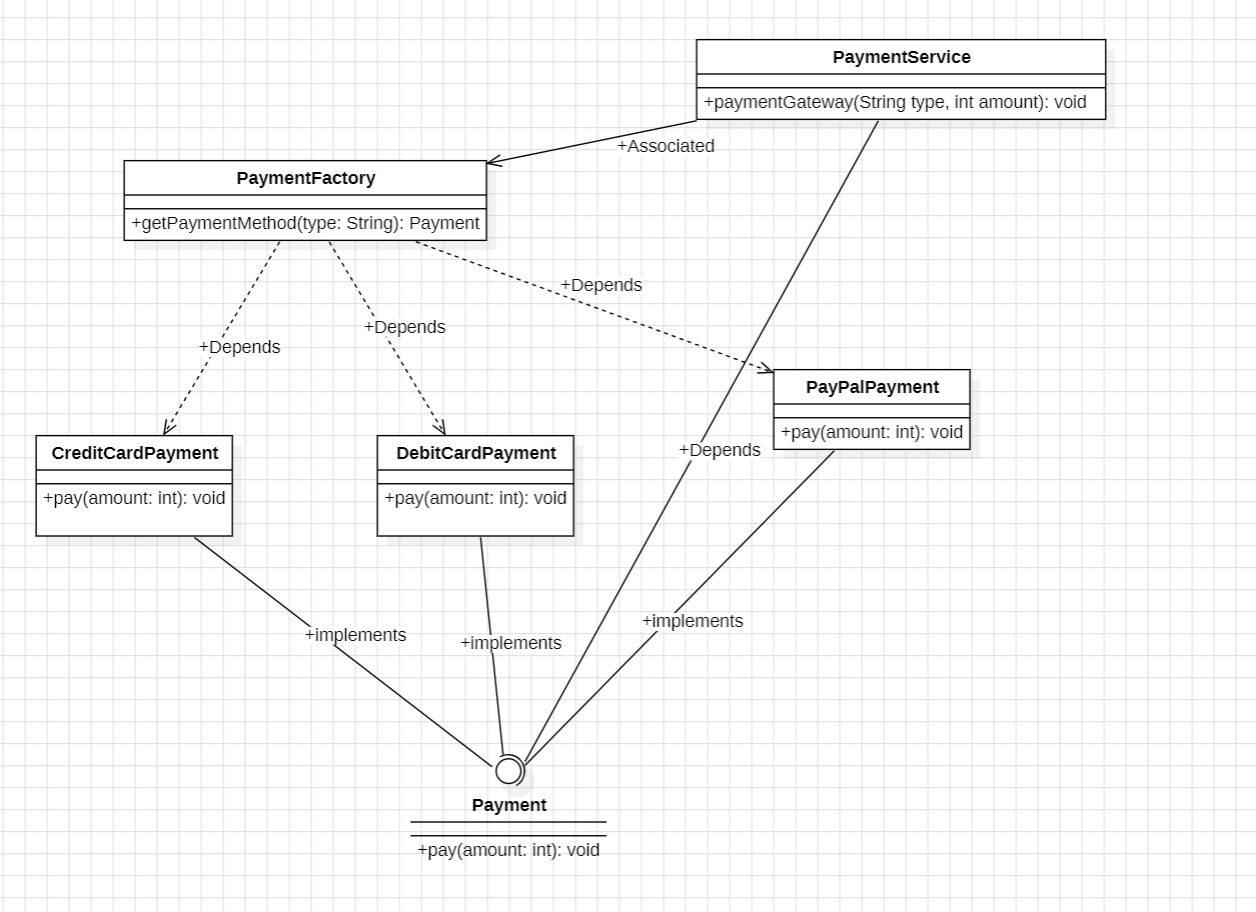 PaymentService
+paymentGateway(String type, int amount): void
+Associated
PaymentFactory
+getPaymentMethod(type: String): Payment
+Depends
+Depends
+Depends
PayPalPayment
+pay(amount: int): void
CreditCardPayment
+pay(amount: int): void
DebitCardPayment
+pay(amount: int): void
+Depends
+implements
+implements
+implements
Payment
+pay(amount: int): void